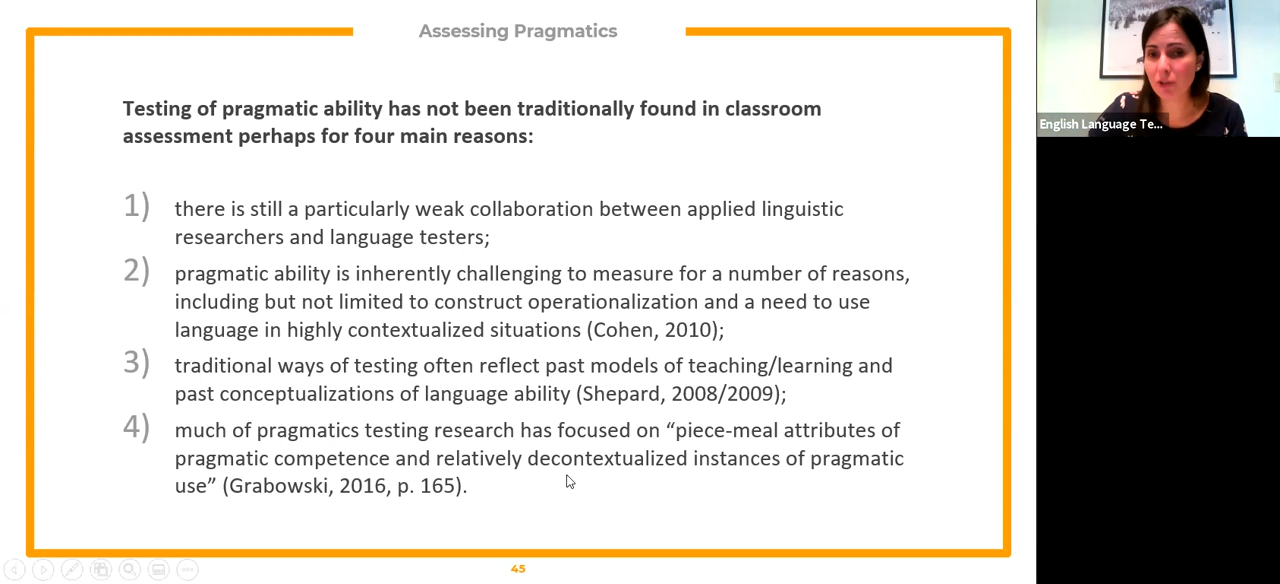 Assessing Pragmatics
Testing of pragmatic ability has not been traditionally found in classroom
assessment perhaps for four main reasons:
1) there is still a particularly weak collaboration between applied linguistic
researchers and language testers;
2) pragmatic ability is inherently challenging to measure for a number of reasons,
including but not limited to construct operationalization and a need to use
language in highly contextualized situations (Cohen, 2010);
3) traditional ways of testing often reflect past models of teaching/learning and
past conceptualizations of language ability (Shepard, 2008/2009);
4) much of pragmatics testing research has focused on “piece-meal attributes of
pragmatic competence and relatively decontextualized instances of pragmatic
use” (Grabowski, 2016, p. 165).
45
English Language Te...